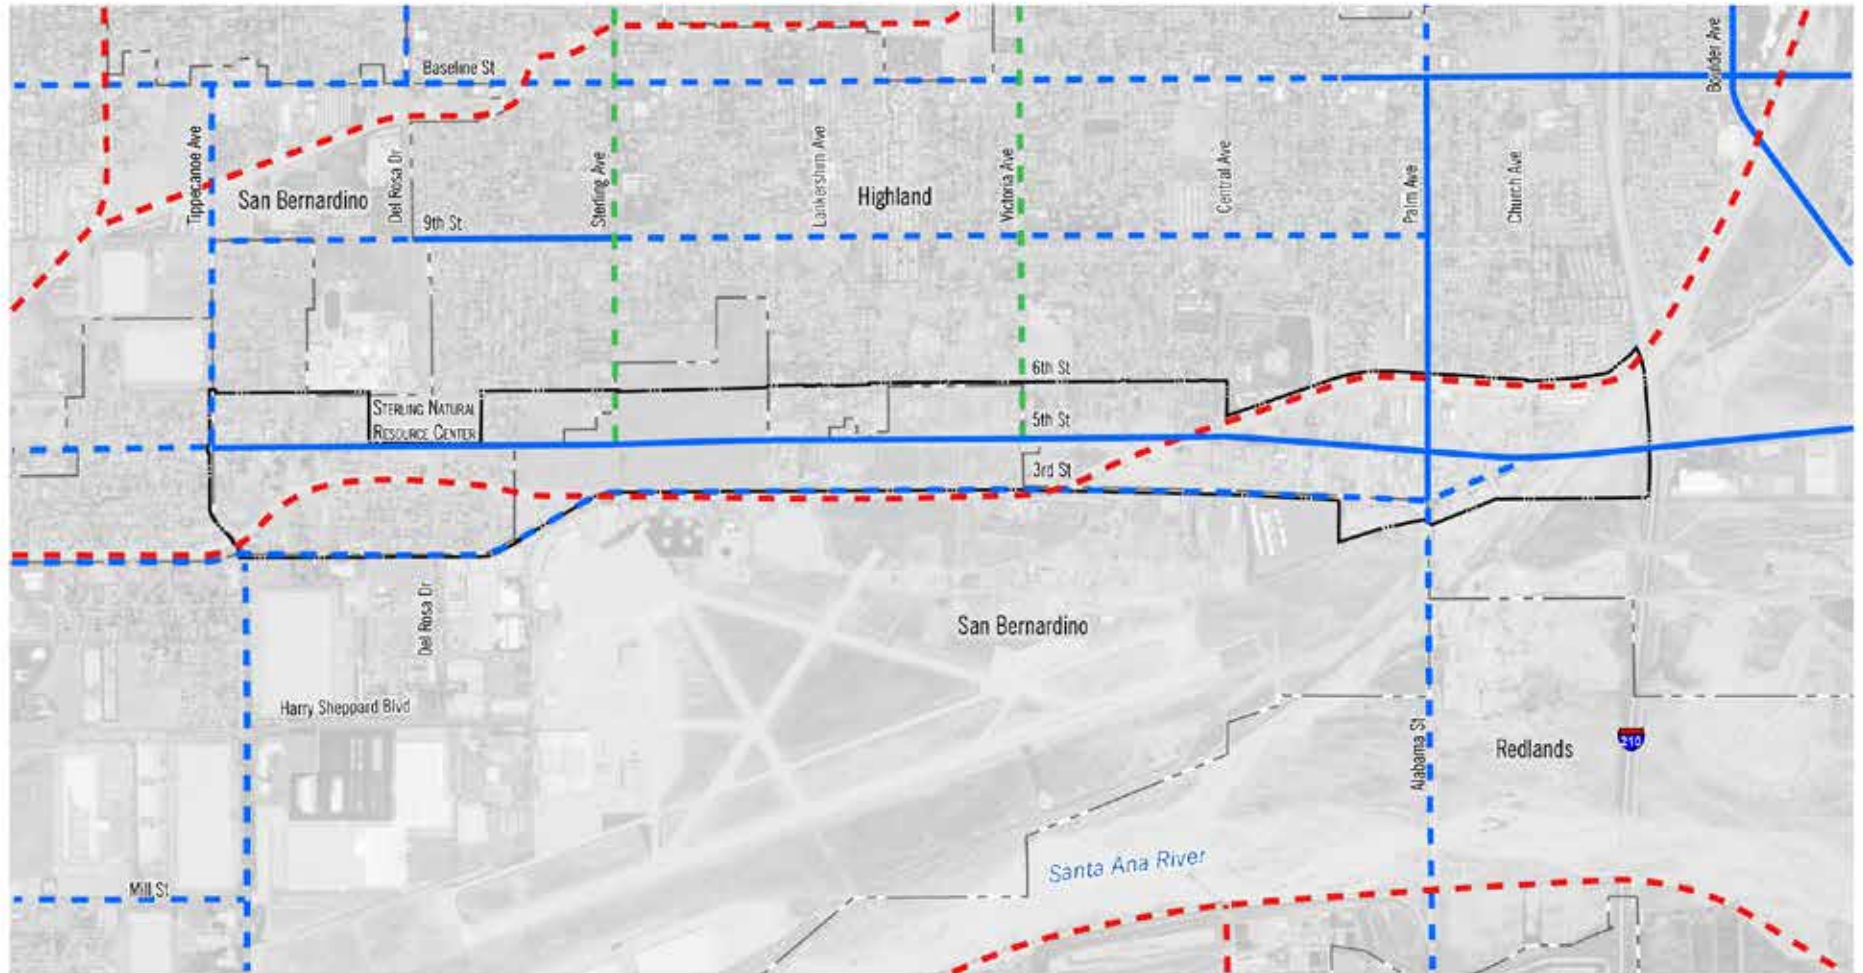 Baseline St
Boulder Ave
Tippecanoe Ave
Del Rosa Dr
Sterling Ave
Lankershim Ave
Victoria Ave
Central Ave
Palm Ave
Church Ave
San Bernardino
Highland
9th St
6th St
STERLING NATURAL
RESOURCE CENTER
5th St
3rd St
Del Rosa Dr
San Bernardino
Harry Sheppard Blvd
Alabama St
Redlands
210
Santa Ana River
Mill St